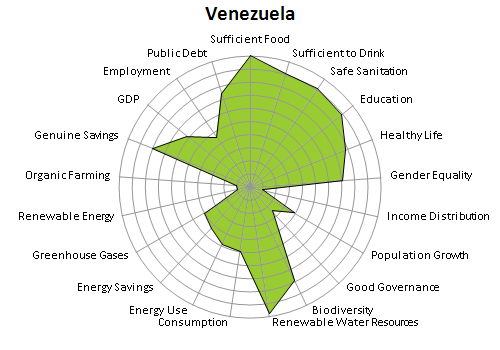 Venezuela
Sufficient Food
Sufficient to Drink
Safe Sanitation
Education
Healthy Life
Gender Equality
Income Distribution
Population Growth
Good Governance
Biodiversity
Renewable Water Resources
Consumption
Energy Use
Energy Savings
Greenhouse Gases
Renewable Energy
Organic Farming
Genuine Savings
GDP
Employment
Public Debt